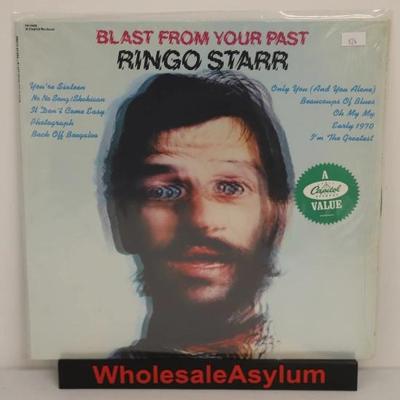 BLAST FROM YOUR PAST
RINGO STARR
You're Sixteen
No No Song/Skokiaan
It Don't Come Easy
Photograph
Back Off Boogaloo
Only You (And You Alone)
Beaucoups Of Blues
Oh My My
Early 1970
I'm The Greatest
A
Capitol
VALUE
WholesaleAsylum